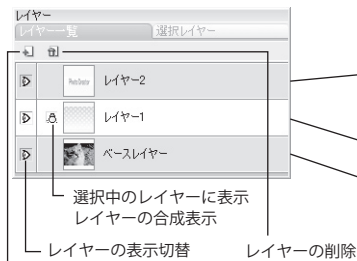 レイヤー
レイヤー一覧
選択レイヤー
レイヤー2
レイヤー1
ベースレイヤー
選択中のレイヤーに表示
レイヤーの合成表示
レイヤーの表示切替
レイヤーの削除